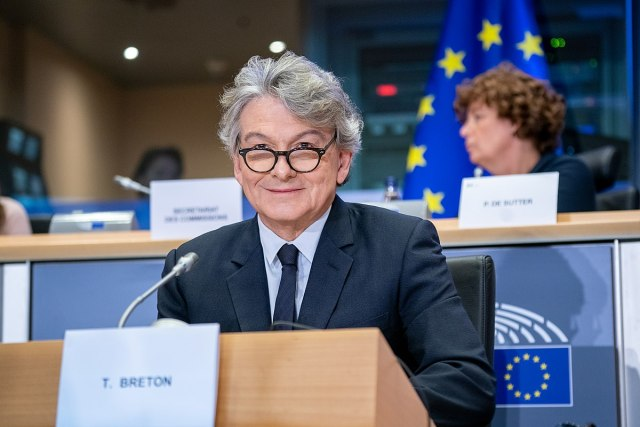 SECRETARIAT
DES COMMISSIONS
P. DE SUTTER
T. BRETON